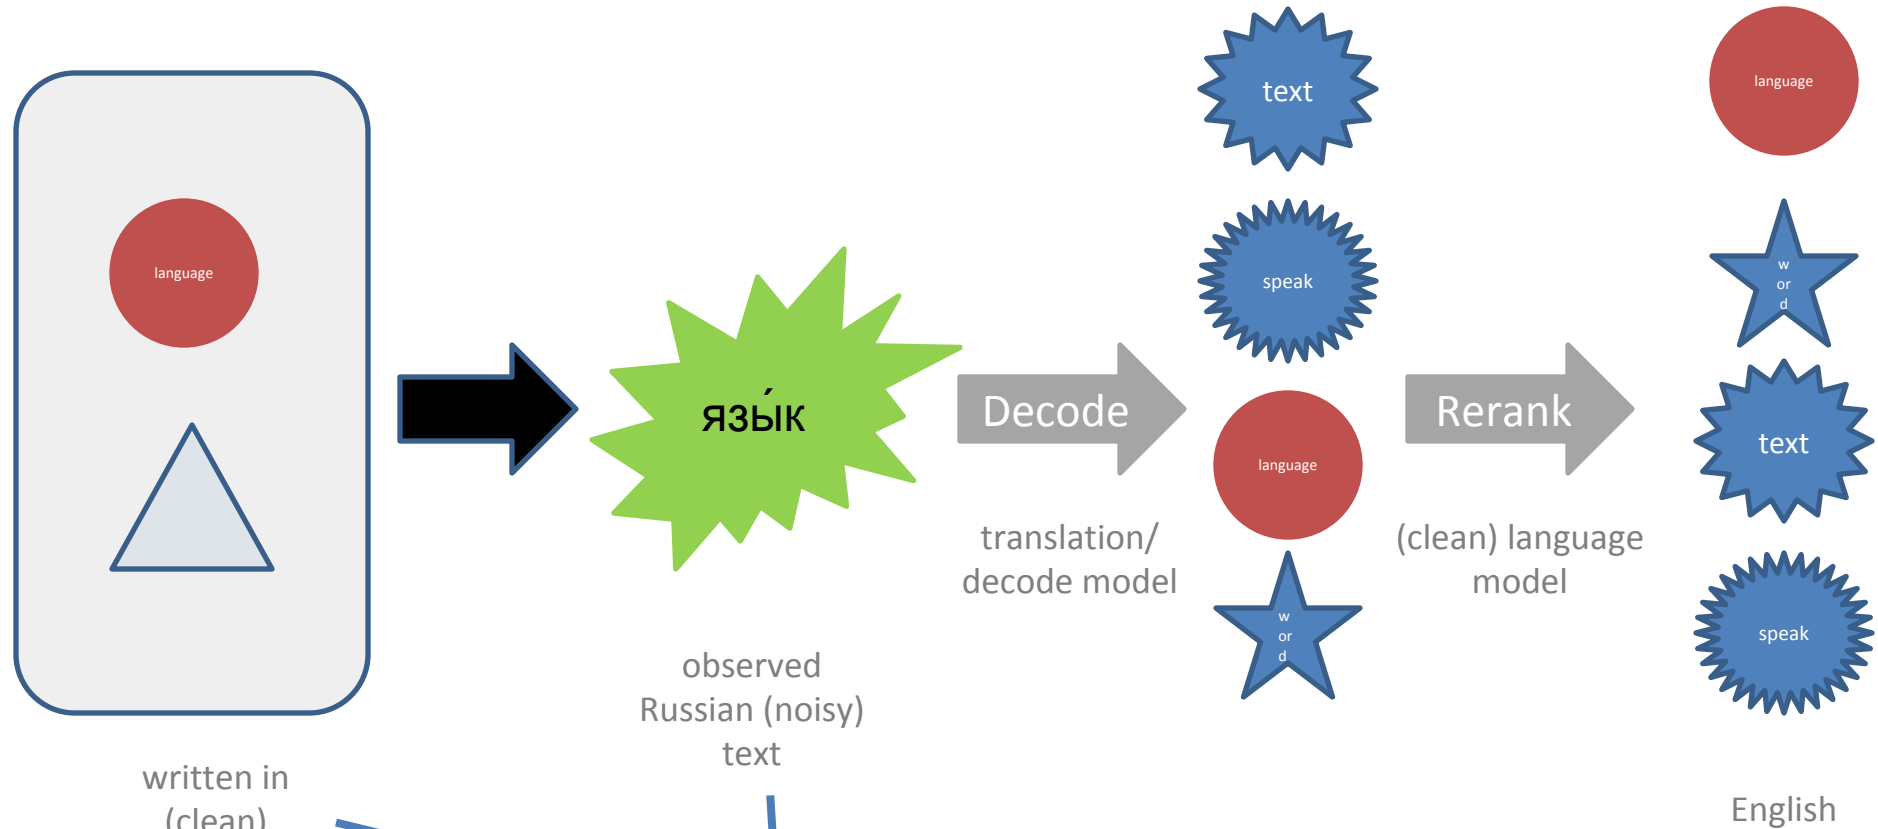 language
written in
(clean)
язы́к
observed
Russian (noisy)
text
Decode
translation/
decode model
text
speak
language
w
or
d
Rerank
(clean) language
model
language
w
or
d
text
speak
English